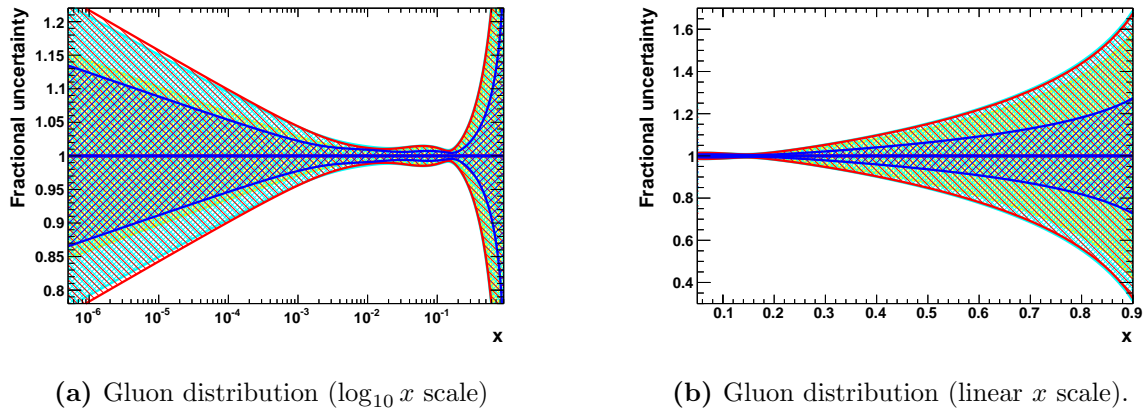 Fractional uncertainty
1.2
1.15
1.1
1.05
1
0.95
0.9
0.85
0.8
10⁻⁶ 10⁻⁵ 10⁻⁴ 10⁻³ 10⁻² 10⁻¹
x
(a) Gluon distribution (log₁₀ x scale)
Fractional uncertainty
1.6
1.4
1.2
1
0.8
0.6
0.4
0.1 0.2 0.3 0.4 0.5 0.6 0.7 0.8 0.9
x
(b) Gluon distribution (linear x scale).